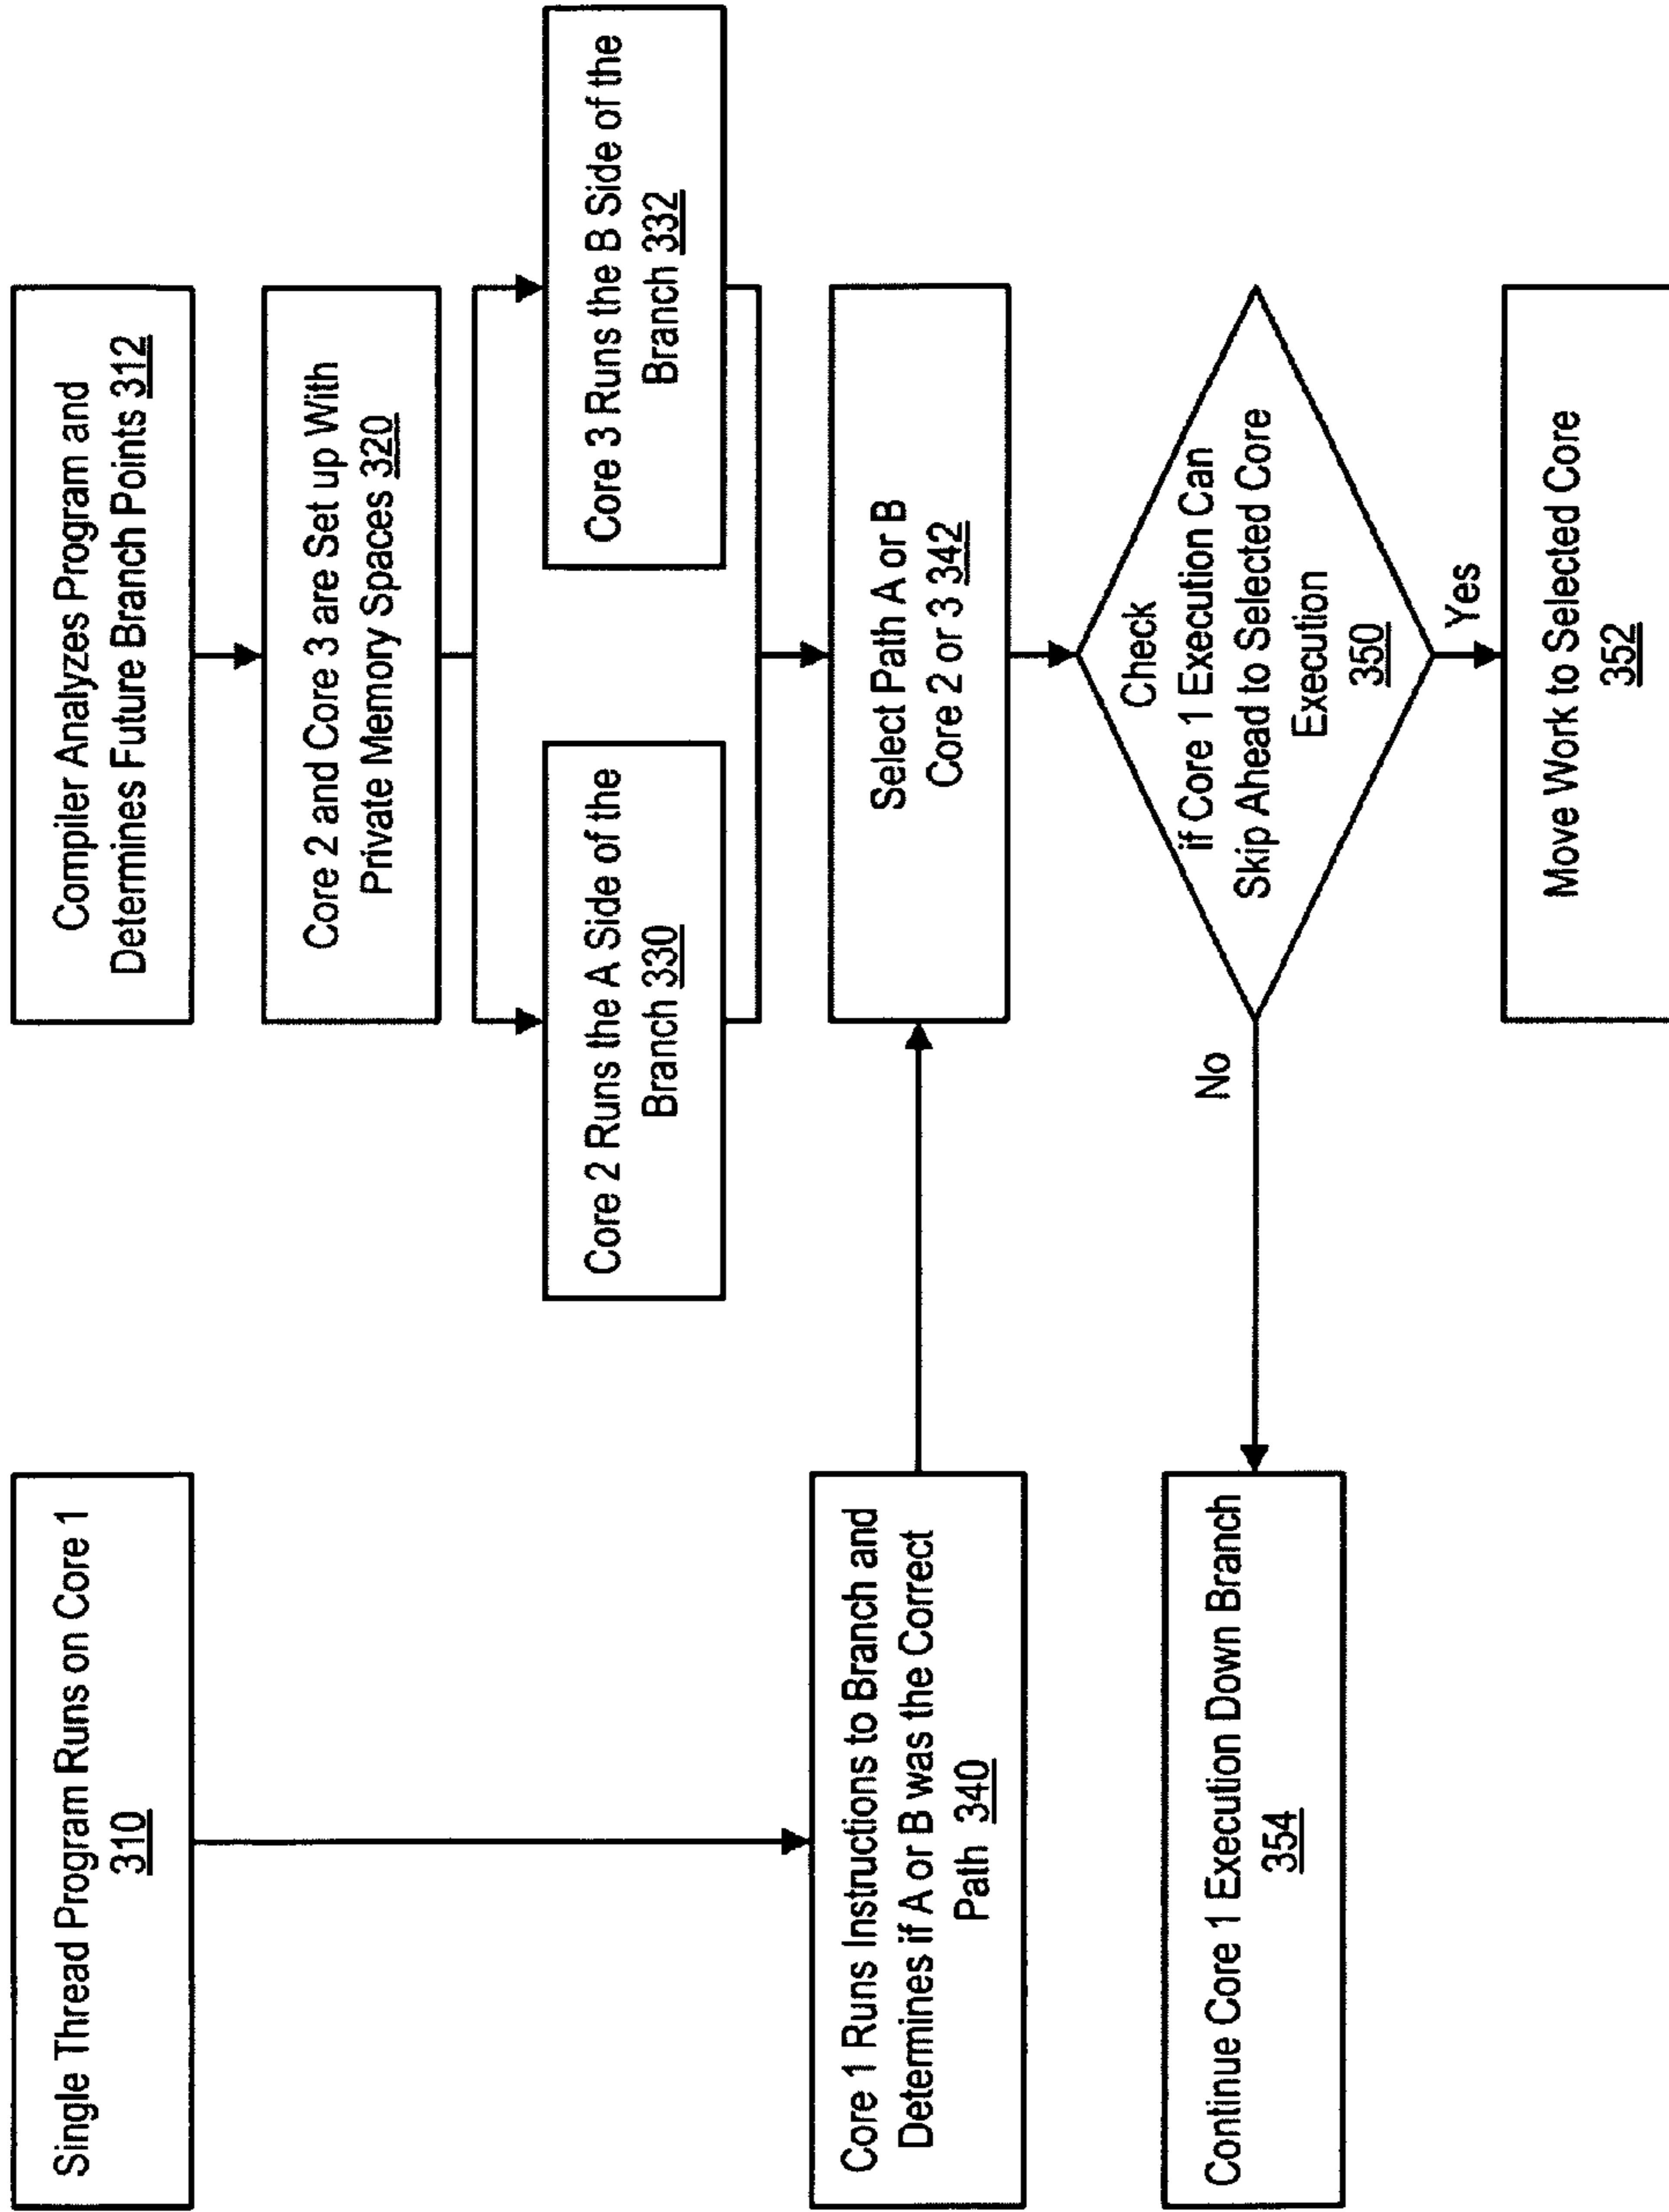 Single Thread Program Runs on Core 1
310
Compiler Analyzes Program and
Determines Future Branch Points 312
Core 2 and Core 3 are Set up With
Private Memory Spaces 320
Core 2 Runs the A Side of the
Branch 330
Core 3 Runs the B Side of the
Branch 332
Core 1 Runs Instructions to Branch and
Determines if A or B was the Correct
Path 340
Select Path A or B
Core 2 or 3 342
Check
if Core 1 Execution Can
Skip Ahead to Selected Core
Execution
350
No
Yes
Continue Core 1 Execution Down Branch
354
Move Work to Selected Core
352